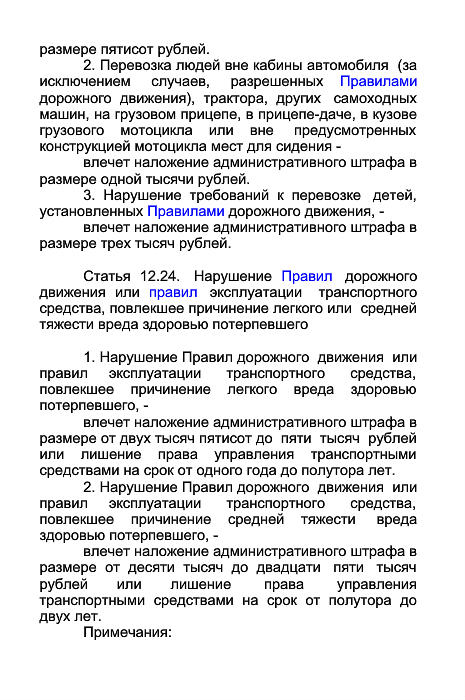 размере пятисот рублей.
2. Перевозка людей вне кабины автомобиля (за
исключением случаев, разрешенных Правилами
дорожного движения), трактора, других самоходных
машин, на грузовом прицепе, в прицепе-даче, в кузове
грузового мотоцикла или вне предусмотренных
конструкцией мотоцикла мест для сидения -
влечет наложение административного штрафа в
размере одной тысячи рублей.
3. Нарушение требований к перевозке детей,
установленных Правилами дорожного движения, -
влечет наложение административного штрафа в
размере трех тысяч рублей.
Статья 12.24. Нарушение Правил дорожного
движения или правил эксплуатации транспортного
средства, повлекшее причинение легкого или средней
тяжести вреда здоровью потерпевшего
1. Нарушение Правил дорожного движения или
правил эксплуатации транспортного средства,
повлекшее причинение легкого вреда здоровью
потерпевшего, -
влечет наложение административного штрафа в
размере от двух тысяч пятисот до пяти тысяч рублей
или лишение права управления транспортными
средствами на срок от одного года до полутора лет.
2. Нарушение Правил дорожного движения или
правил эксплуатации транспортного средства,
повлекшее причинение средней тяжести вреда
здоровью потерпевшего, -
влечет наложение административного штрафа в
размере от десяти тысяч до двадцати пяти тысяч
рублей или лишение права управления
транспортными средствами на срок от полутора до
двух лет.
Примечания: